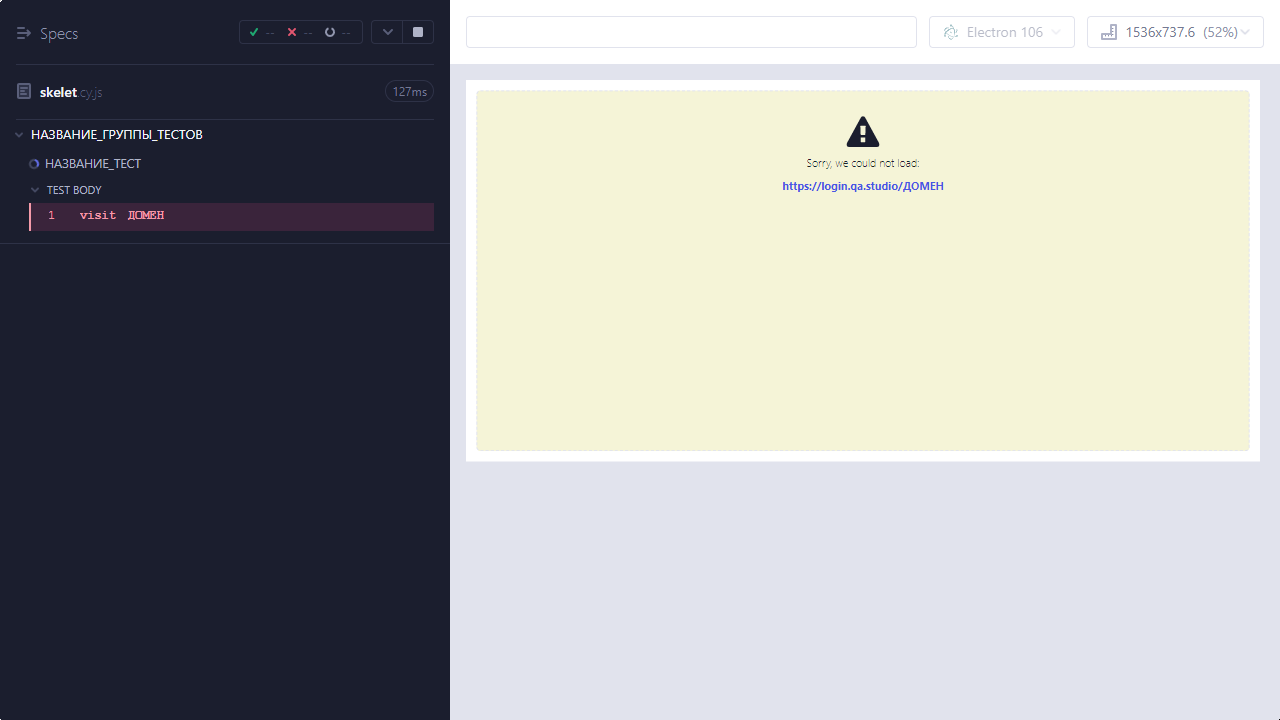 Specs
-- -- --
skelet.cy.js
127ms
НАЗВАНИЕ_ГРУППЫ_ТЕСТОВ
НАЗВАНИЕ_ТЕСТ
TEST BODY
1 visit ДОМЕН
Electron 106
1536x737.6 (52%)
Sorry, we could not load:
https://login.qa.studio/ДОМЕН